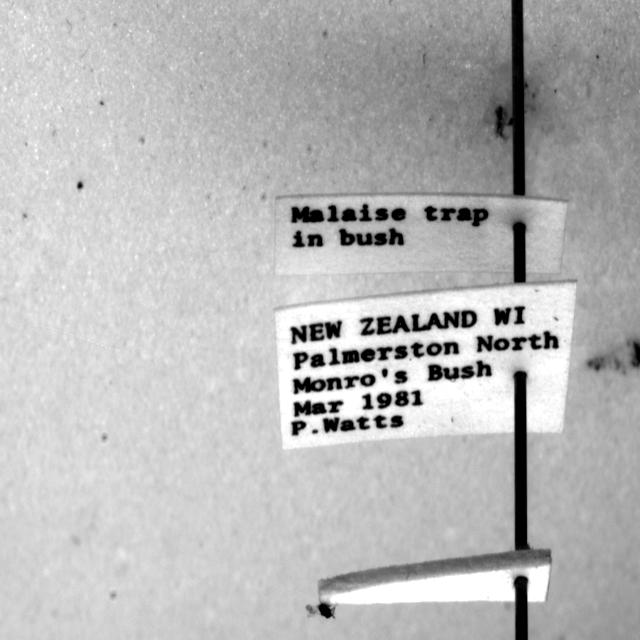 Malaise trap
in bush
NEW ZEALAND WI
Palmerston North
Monro's Bush
Mar 1981
P.Watts